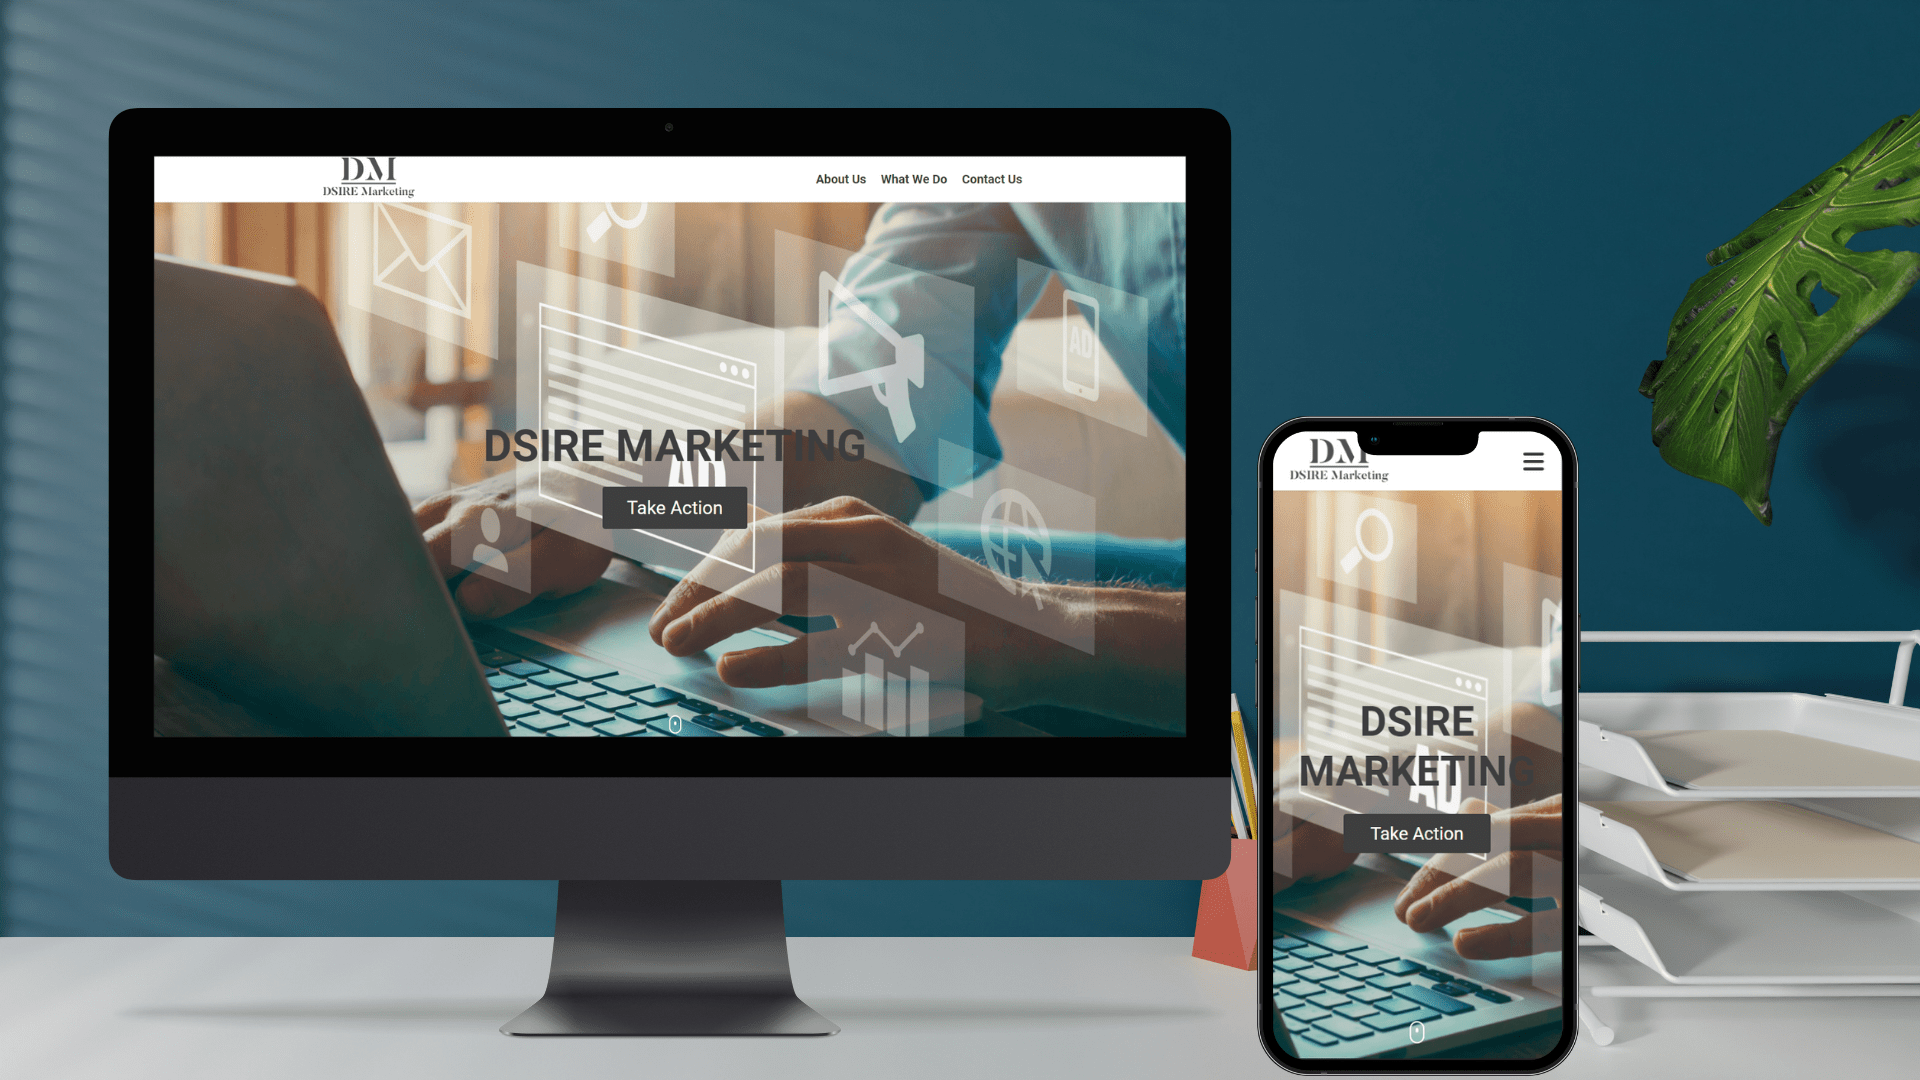 DM
DSIRE Marketing
About Us What We Do Contact Us
AD
DSIRE MARKETING
AD
Take Action
DM
DSIRE Marketing
DSIRE
MARKETING
AD
Take Action